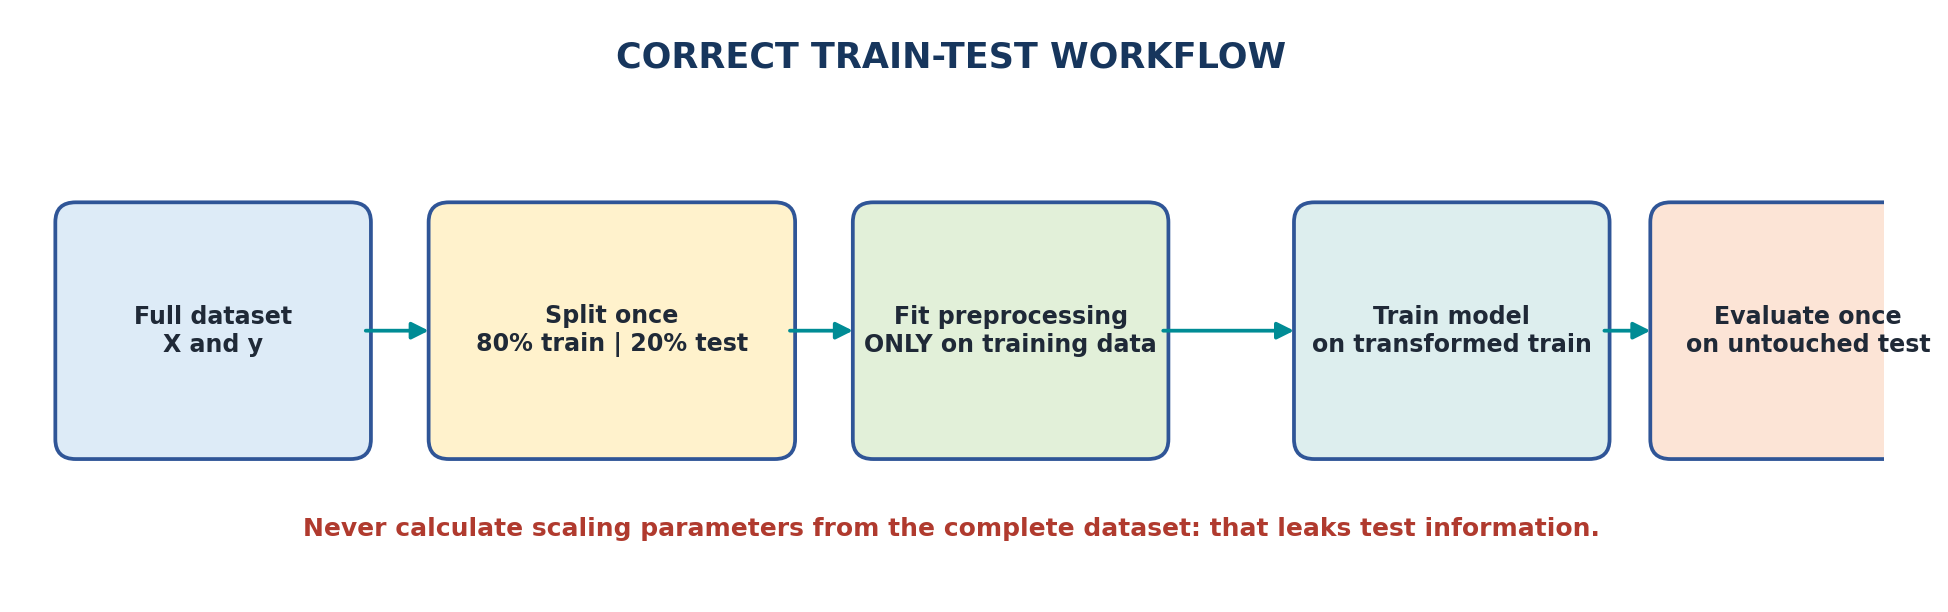 CORRECT TRAIN-TEST WORKFLOW
Full dataset
X and y
Split once
80% train | 20% test
Fit preprocessing
ONLY on training data
Train model
on transformed train
Evaluate once
on untouched test
Never calculate scaling parameters from the complete dataset: that leaks test information.